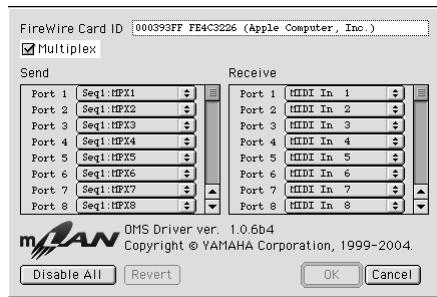 FireWire Card ID 000393FF FE4C3226 (Apple Computer, Inc.)
Multiplex
Send Receive
Port 1 Seq1:MPX1 Port 1 MIDI In 1
Port 2 Seq1:MPX2 Port 2 MIDI In 2
Port 3 Seq1:MPX3 Port 3 MIDI In 3
Port 4 Seq1:MPX4 Port 4 MIDI In 4
Port 5 Seq1:MPX5 Port 5 MIDI In 5
Port 6 Seq1:MPX6 Port 6 MIDI In 6
Port 7 Seq1:MPX7 Port 7 MIDI In 7
Port 8 Seq1:MPX8 Port 8 MIDI In 8
mLAN OMS Driver ver. 1.0.6b4
Copyright © YAMAHA Corporation, 1999-2004.
Disable All Revert OK Cancel